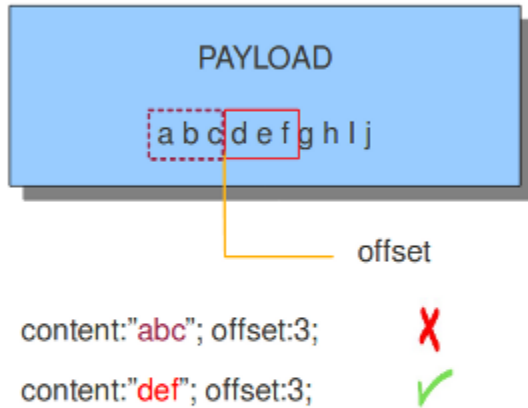 PAYLOAD
a b c d e f g h I j
offset
content:”abc”; offset:3;
content:”def”; offset:3;